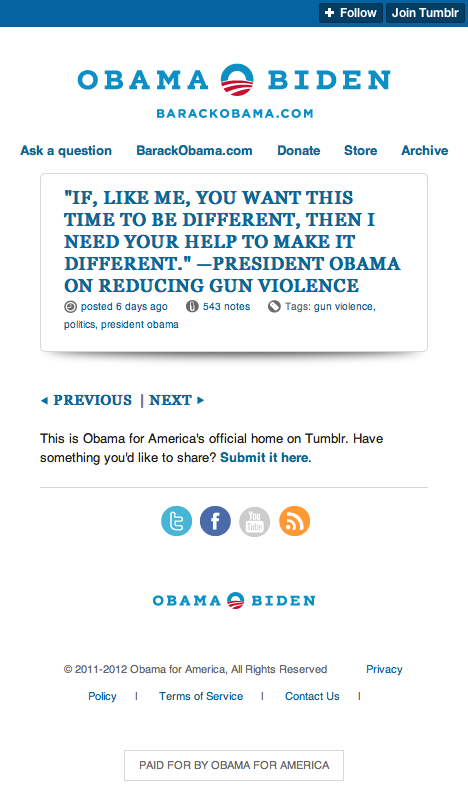 Follow Join Tumblr
OBAMA BIDEN
BARACKOBAMA.COM
Ask a question BarackObama.com Donate Store Archive
"IF, LIKE ME, YOU WANT THIS
TIME TO BE DIFFERENT, THEN I
NEED YOUR HELP TO MAKE IT
DIFFERENT." —PRESIDENT OBAMA
ON REDUCING GUN VIOLENCE
posted 6 days ago 543 notes Tags: gun violence,
politics, president obama
PREVIOUS | NEXT
This is Obama for America's official home on Tumblr. Have
something you'd like to share? Submit it here.
You
Tube
OBAMA BIDEN
© 2011-2012 Obama for America, All Rights Reserved Privacy
Policy | Terms of Service | Contact Us |
PAID FOR BY OBAMA FOR AMERICA